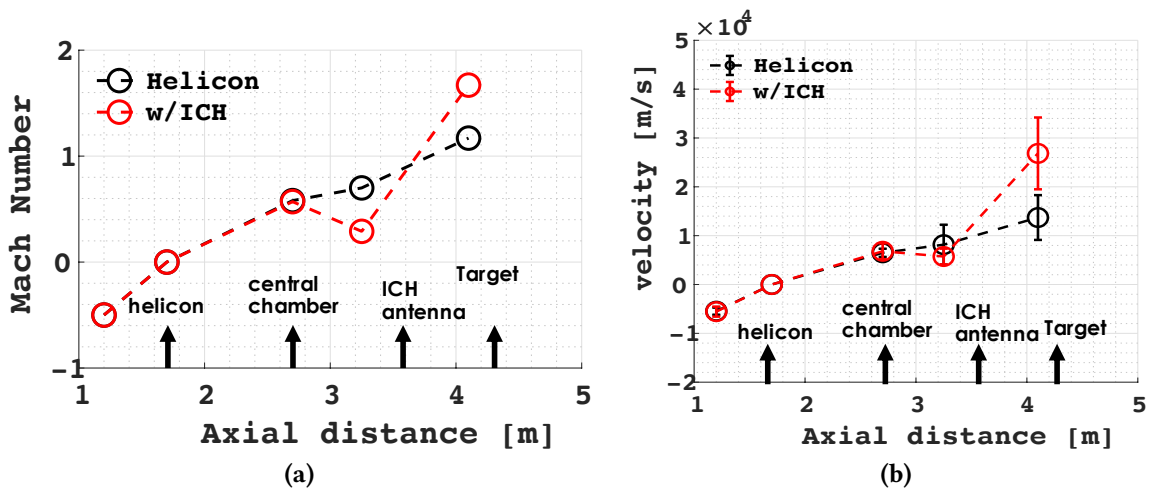 2
1
0
−1
1
2
3
4
5
Mach Number
Axial distance [m]
Helicon
w/ICH
helicon
central
chamber
ICH
antenna
Target
(a)
×10⁴
5
4
3
2
1
0
−1
−2
1
2
3
4
5
velocity [m/s]
Axial distance [m]
Helicon
w/ICH
helicon
central
chamber
ICH
antenna
Target
(b)